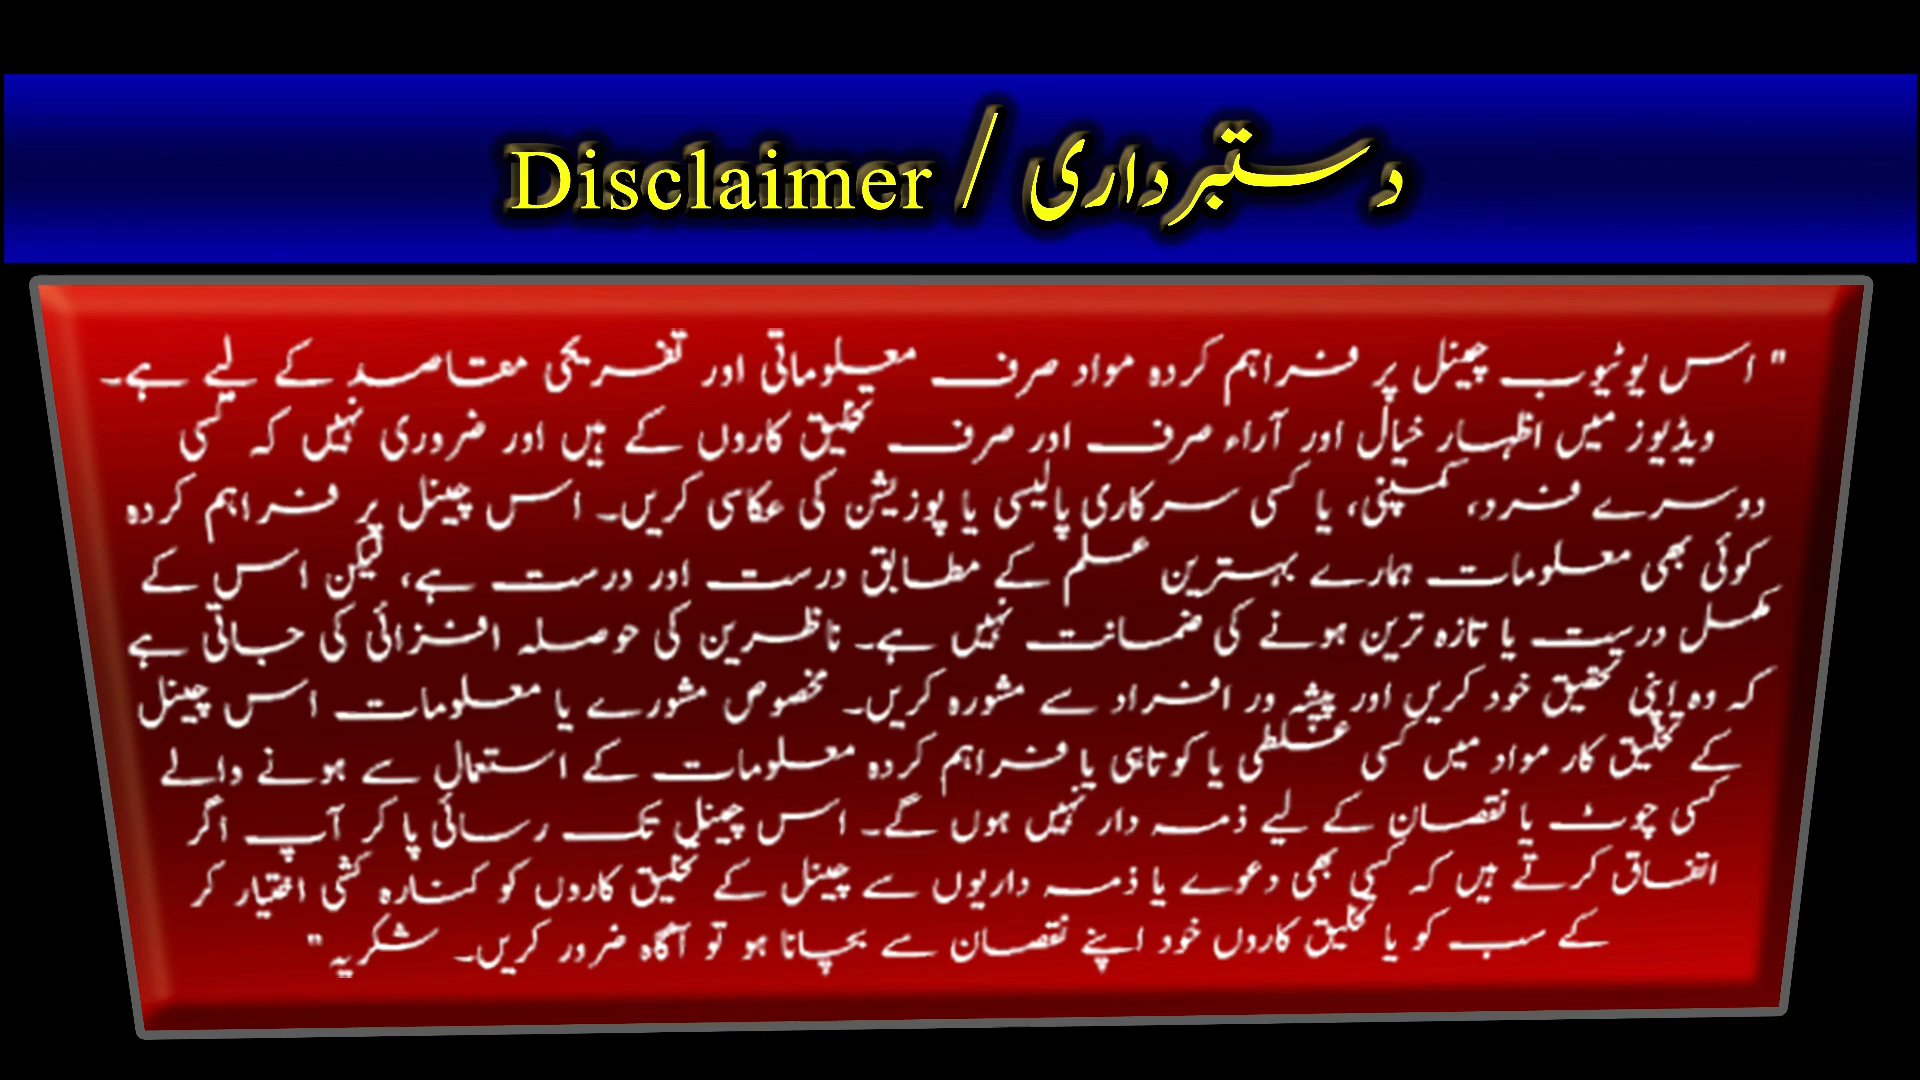 دستبرداری / Disclaimer
" اس یوٹیوب چینل پر فراہم کردہ مواد صرف معلوماتی اور تفریحی مقاصد کے لیے ہے۔
ویڈیوز میں اظہار خیال اور آراء صرف اور صرف تخلیق کاروں کے ہیں اور ضروری نہیں کہ کسی
دوسرے فرد، کمپنی، یا کسی سرکاری پالیسی یا پوزیشن کی عکاسی کریں۔ اس چینل پر فراہم کردہ
کوئی بھی معلومات ہمارے بہترین علم کے مطابق درست اور درست ہے، لیکن اس کے
مکمل درست یا تازہ ترین ہونے کی ضمانت نہیں ہے۔ ناظرین کی حوصلہ افزائی کی جاتی ہے
کہ وہ اپنی تحقیق خود کریں اور پیشہ ور افراد سے مشورہ کریں۔ مخصوص مشورے یا معلومات اس چینل
کے تخلیق کار مواد میں کسی غلطی یا کوتاہی یا فراہم کردہ معلومات کے استعمال سے ہونے والے
کسی چوٹ یا نقصان کے لیے ذمہ دار نہیں ہوں گے۔ اس چینل تک رسائی پا کر آپ اگر
اتفاق کرتے ہیں کہ کسی بھی دعوے یا ذمہ داریوں سے چینل کے تخلیق کاروں کو کنارہ کشی اختیار کر
کے سب کو یا تخلیق کاروں خود اپنے نقصان سے بچانا ہو تو آگاہ ضرور کریں۔ شکریہ "